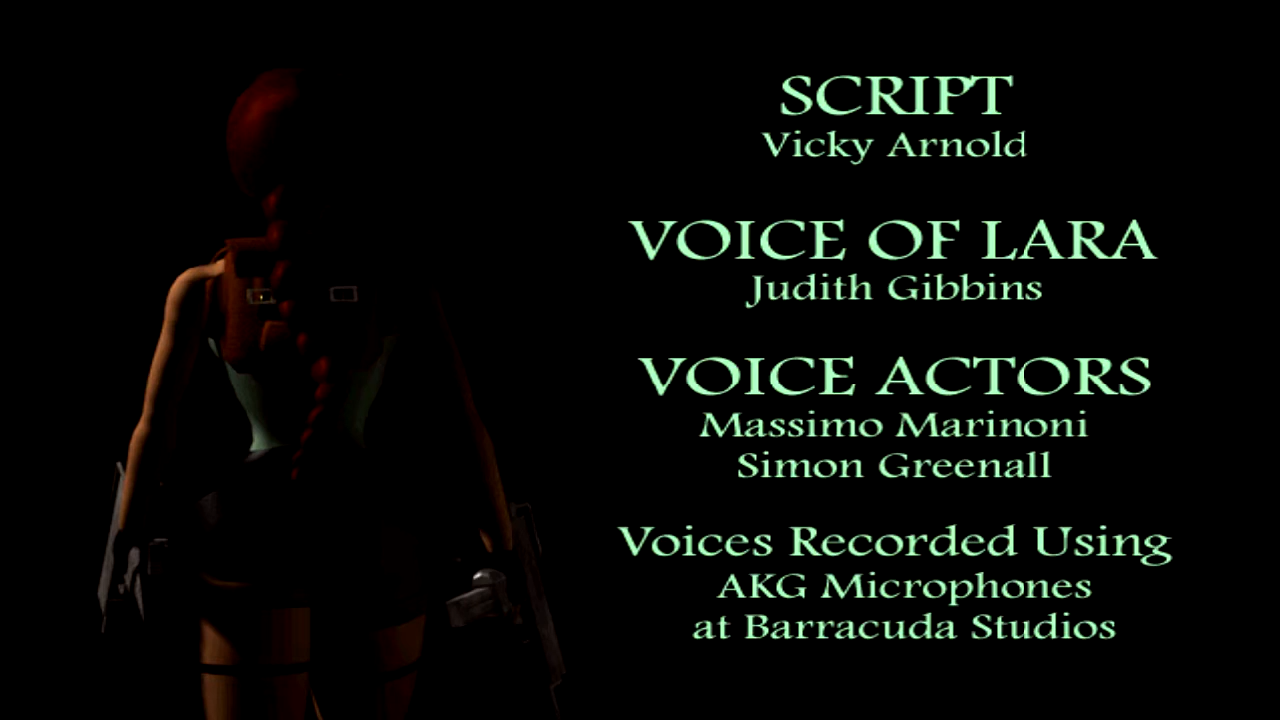 SCRIPT
Vicky Arnold
VOICE OF LARA
Judith Gibbins
VOICE ACTORS
Massimo Marinoni
Simon Greenall
Voices Recorded Using
AKG Microphones
at Barracuda Studios